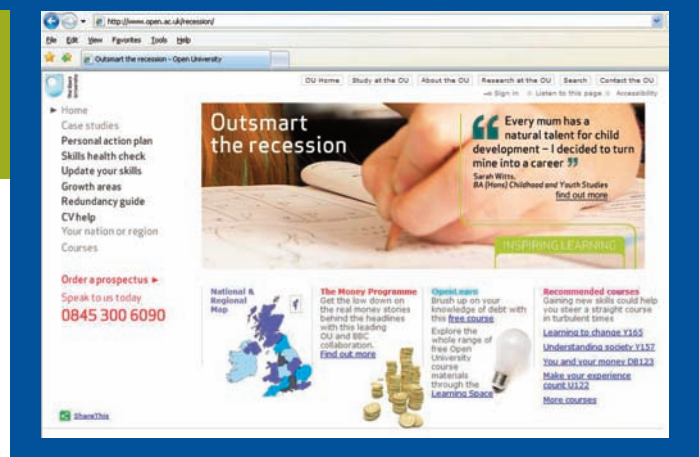 http://www.open.ac.uk/recession/
File Edit View Favorites Tools Help
Outsmart the recession - Open University
The Open
University
OU Home Study at the OU About the OU Research at the OU Search Contact the OU
Sign in Listen to this page Accessibility
Home
Case studies
Personal action plan
Skills health check
Update your skills
Growth areas
Redundancy guide
CV help
Your nation or region
Courses
Order a prospectus
Speak to us today
0845 300 6090
ShareThis
Outsmart
the recession
“ Every mum has a
natural talent for child
development – I decided to turn
mine into a career ”
Sarah Witts,
BA (Hons) Childhood and Youth Studies
find out more
INSPIRING LEARNING
National &
Regional
Map
The Money Programme
Get the low down on
the real money stories
behind the headlines
with this leading
OU and BBC
collaboration.
Find out more
OpenLearn
Brush up on your
knowledge of debt with
this free course
Explore the
whole range of
free Open
University
course
materials
through the
Learning Space
Recommended courses
Gaining new skills could help
you steer a straight course
in turbulent times
Learning to change Y165
Understanding society Y157
You and your money DB123
Make your experience
count U122
More courses